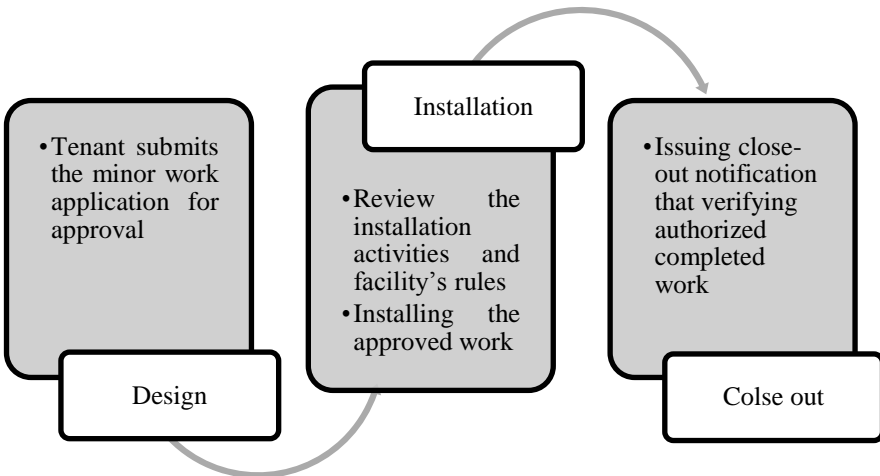 •Tenant submits
the minor work
application for
approval
Design
Installation
•Review the
installation
activities and
facility’s rules
•Installing the
approved work
•Issuing close-
out notification
that verifying
authorized
completed
work
Colse out